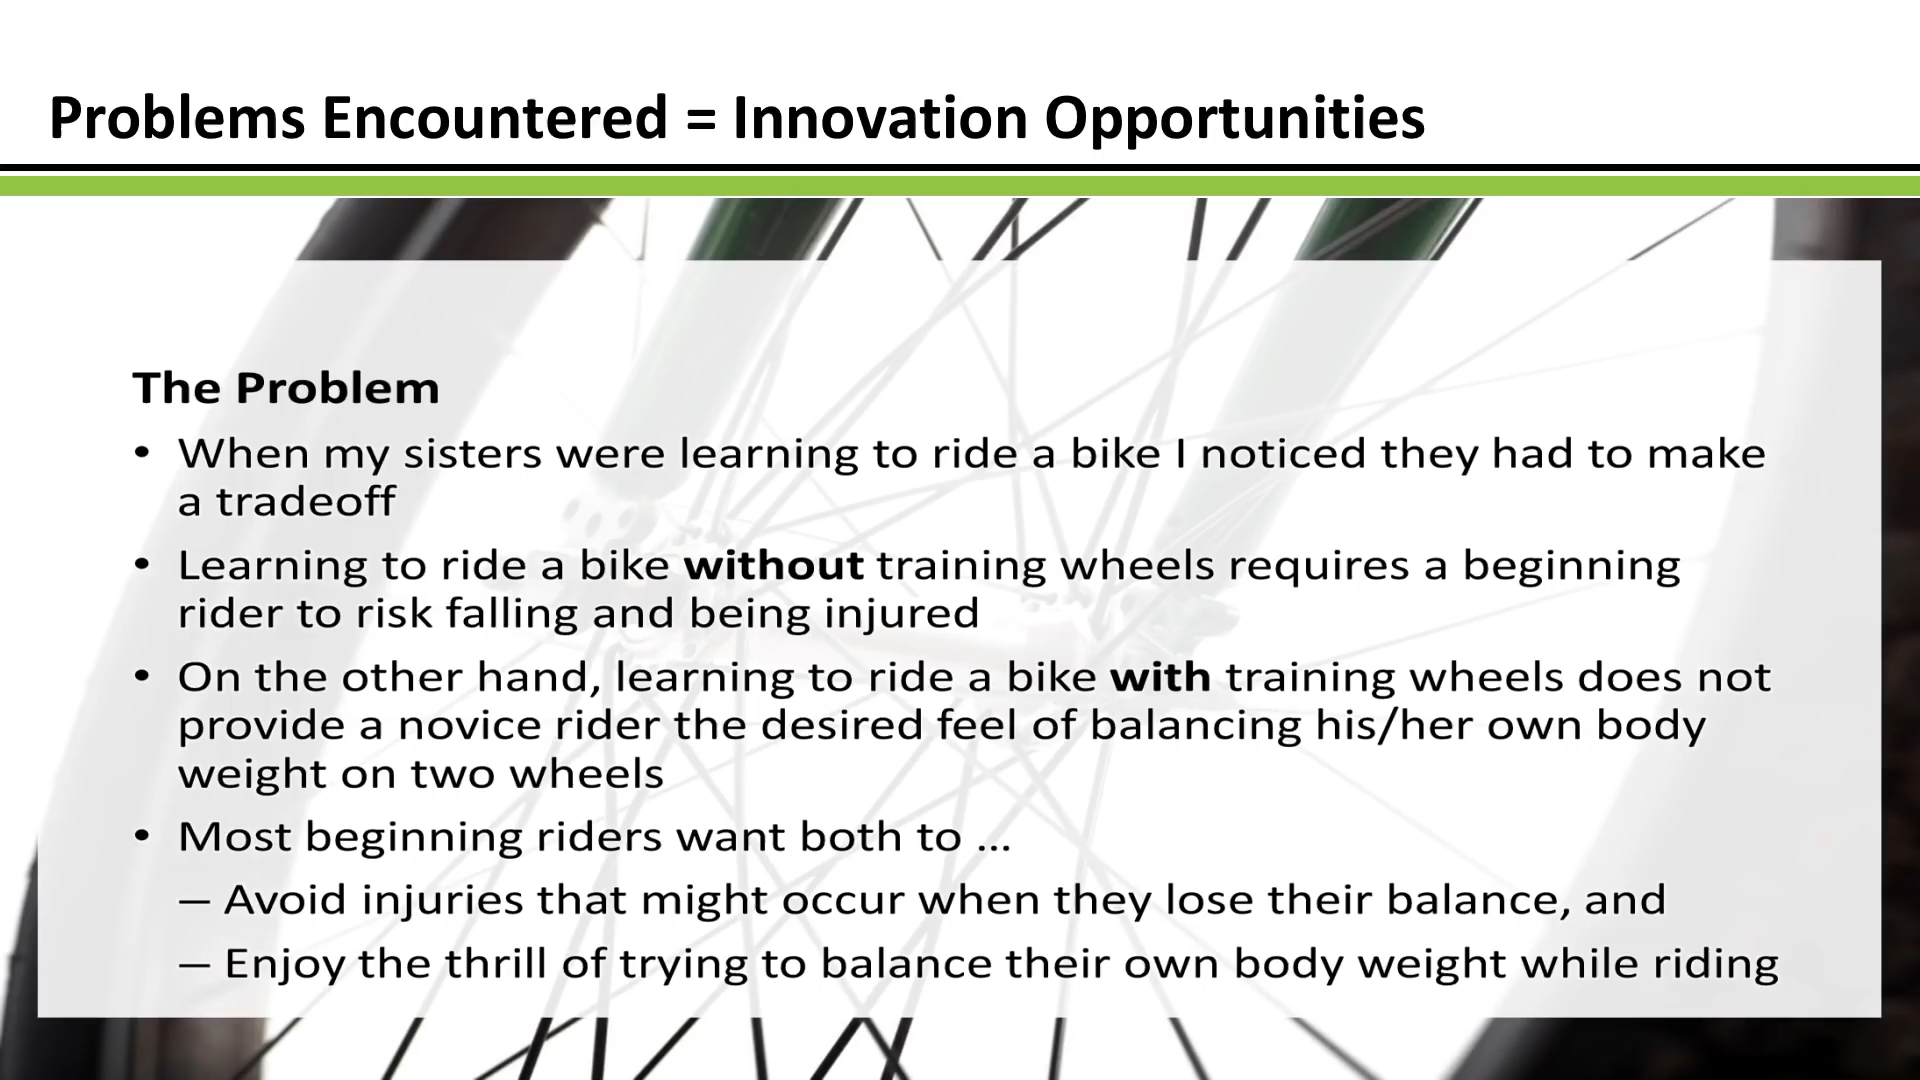 Problems Encountered = Innovation Opportunities
The Problem
• When my sisters were learning to ride a bike I noticed they had to make
a tradeoff
• Learning to ride a bike without training wheels requires a beginning
rider to risk falling and being injured
• On the other hand, learning to ride a bike with training wheels does not
provide a novice rider the desired feel of balancing his/her own body
weight on two wheels
• Most beginning riders want both to ...
– Avoid injuries that might occur when they lose their balance, and
– Enjoy the thrill of trying to balance their own body weight while riding